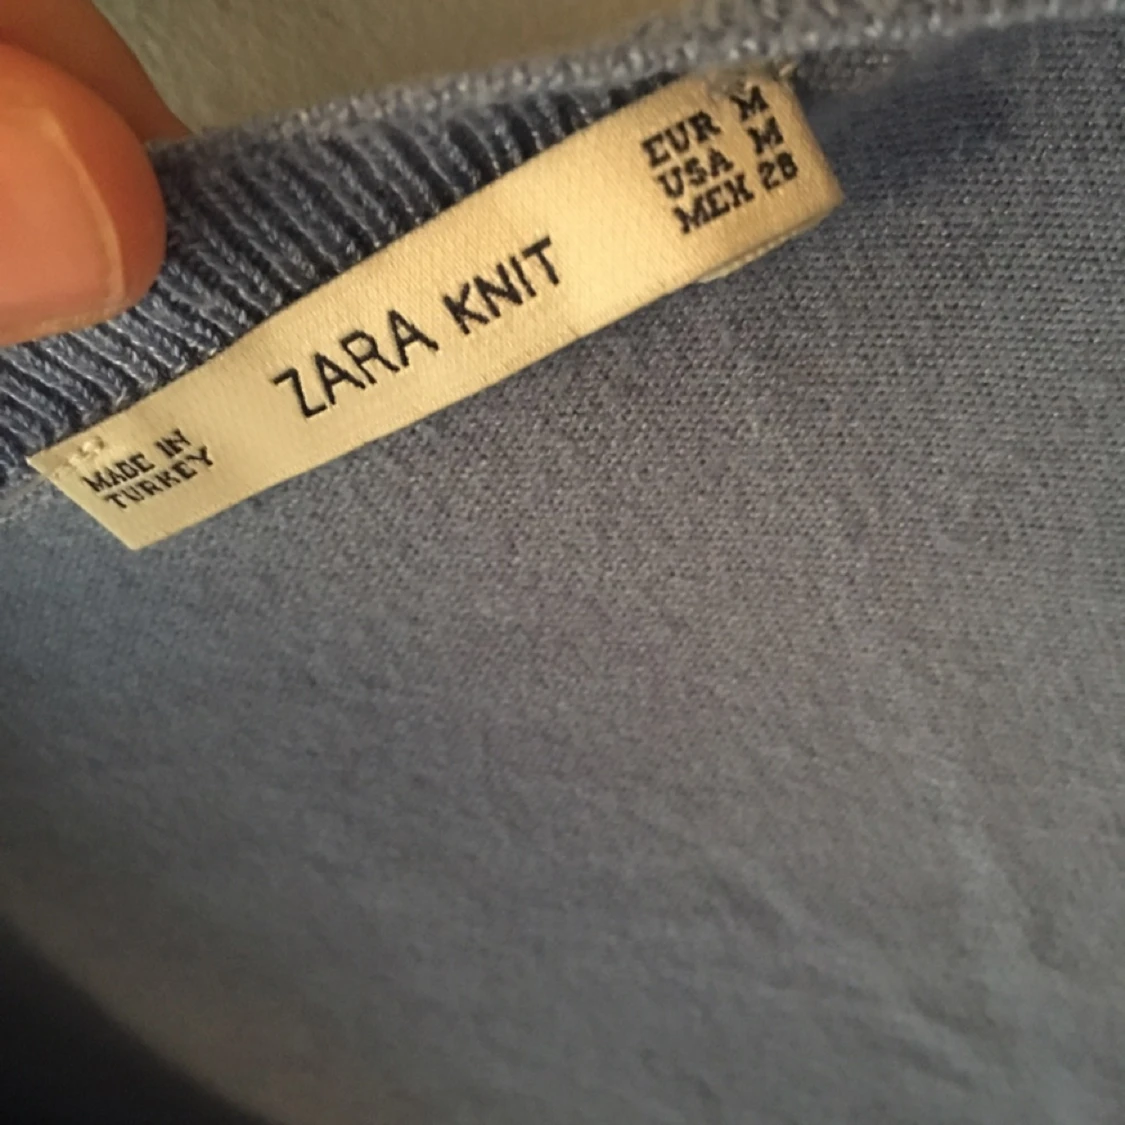 MADE IN
TURKEY
ZARA KNIT
EUR M
USA M
MEX 28